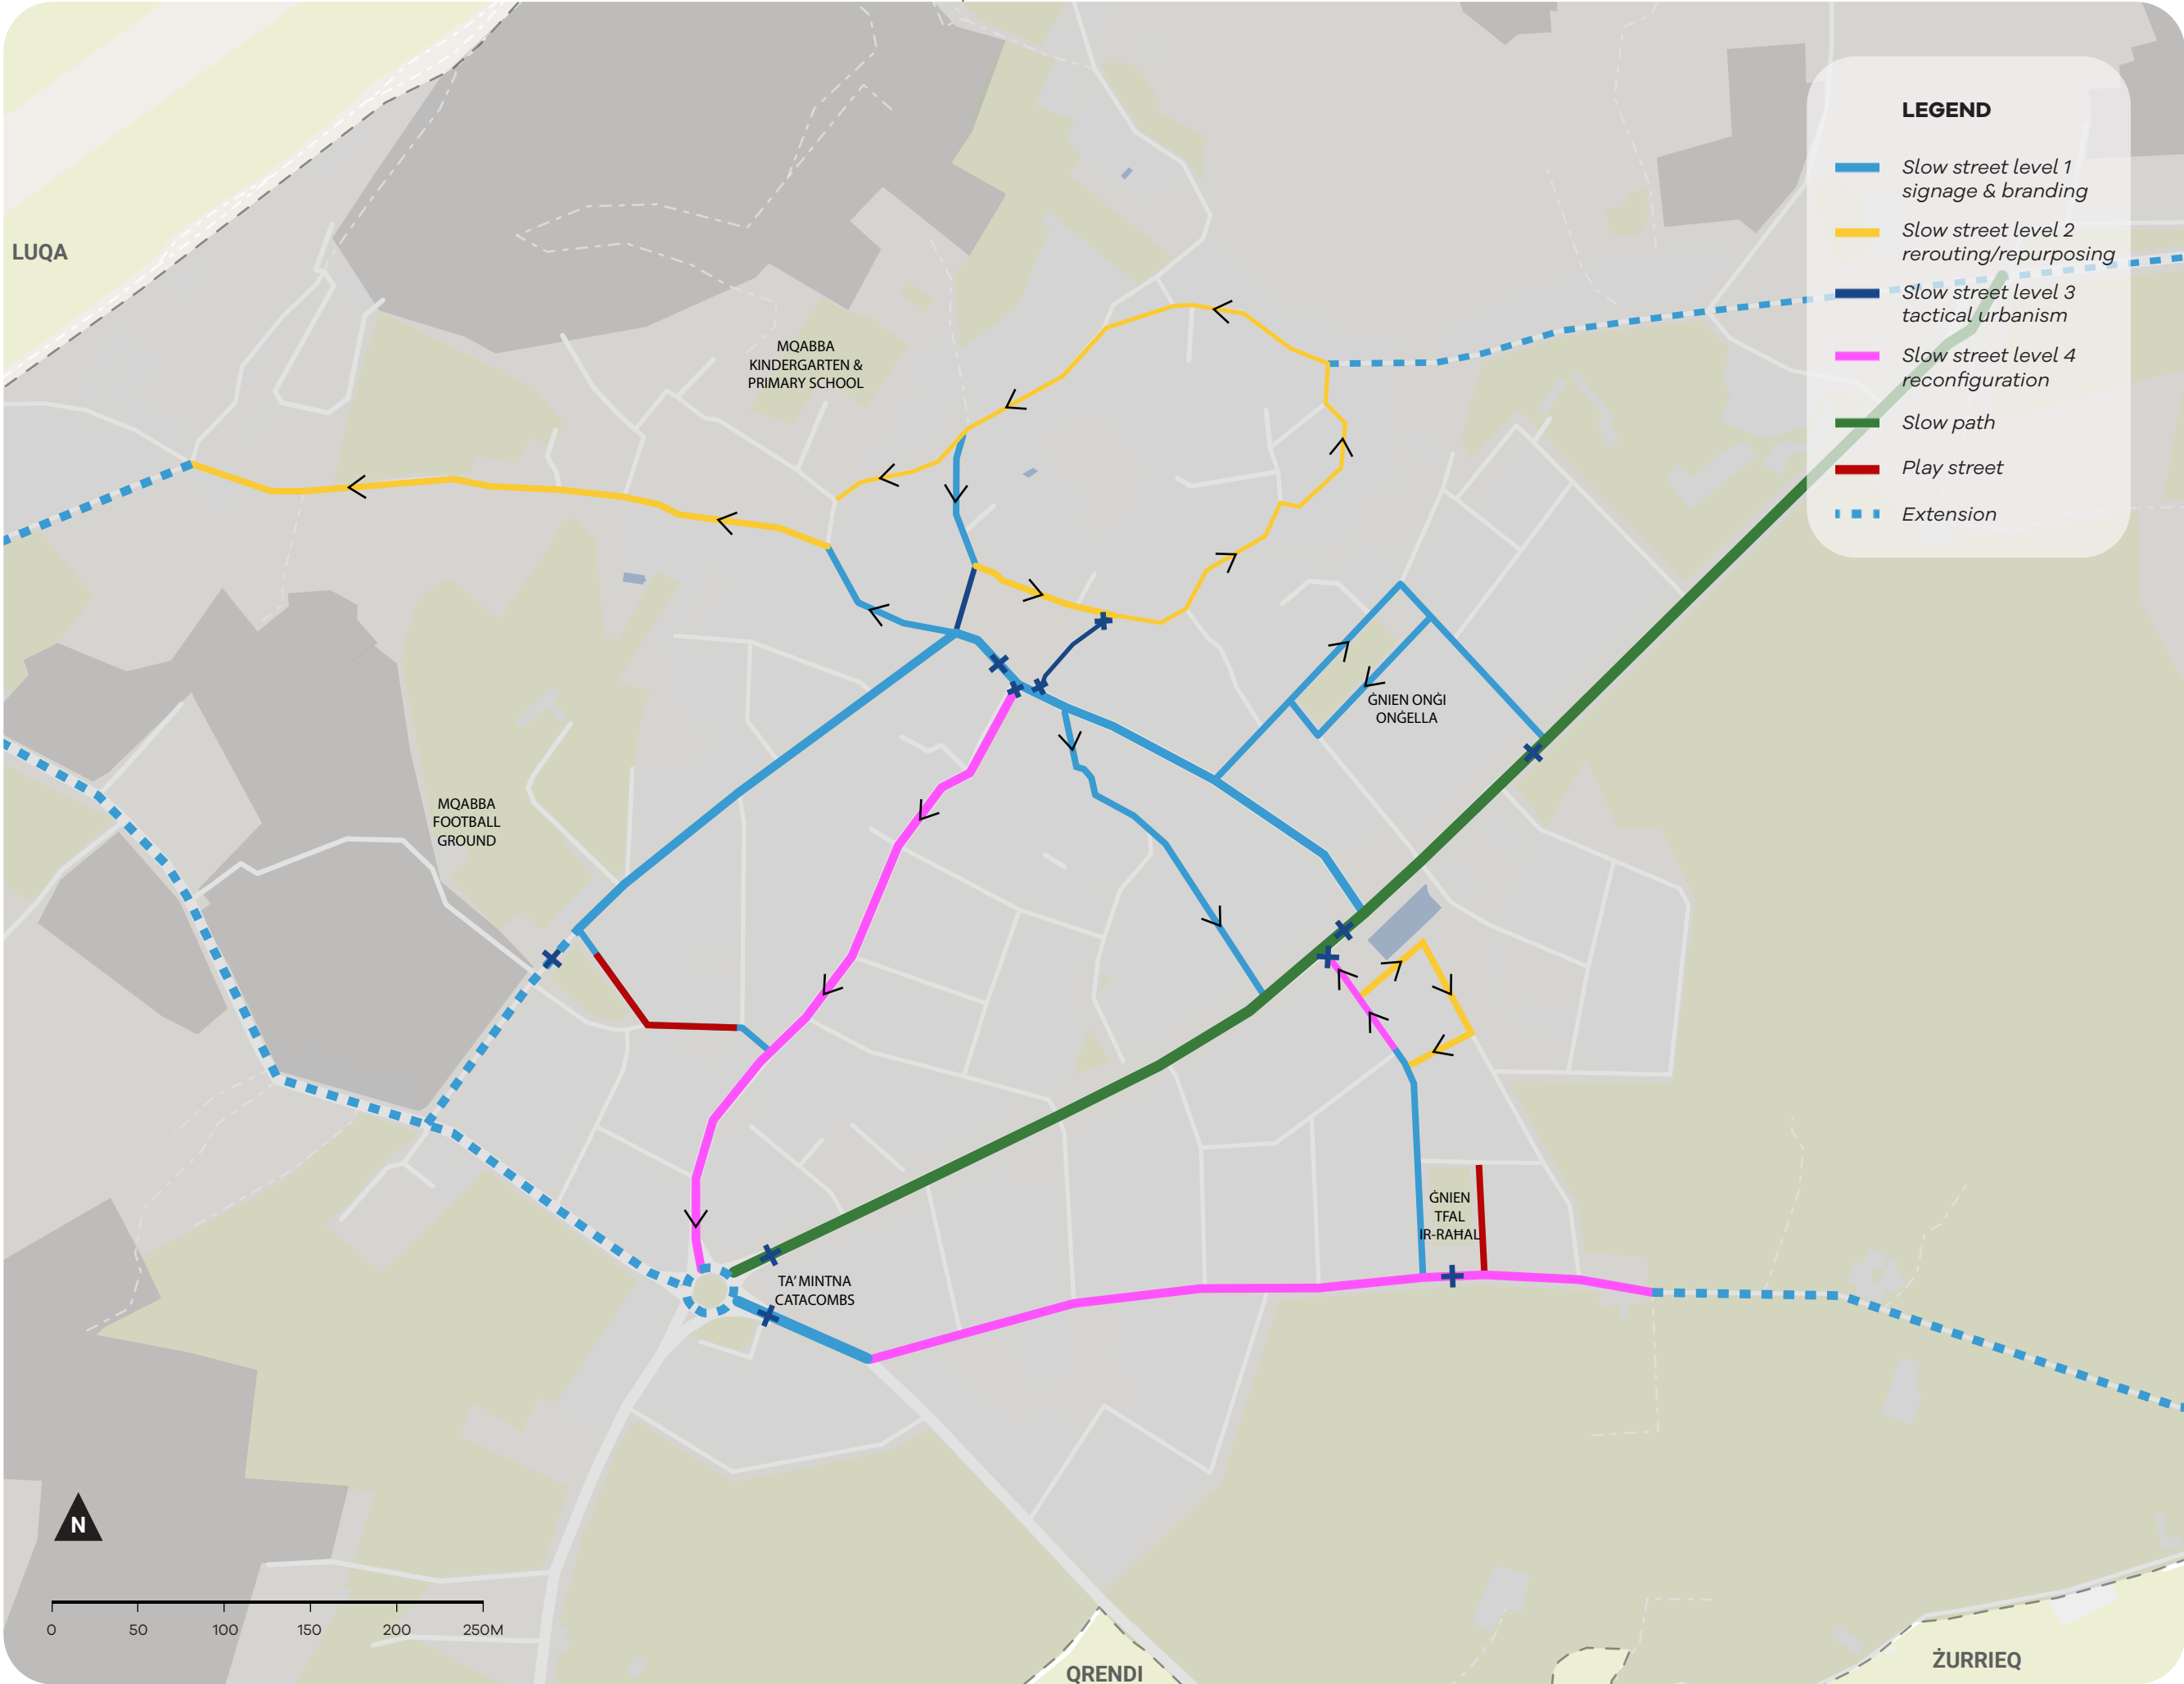 LEGEND
Slow street level 1
signage & branding
Slow street level 2
rerouting/repurposing
Slow street level 3
tactical urbanism
Slow street level 4
reconfiguration
Slow path
Play street
Extension
LUQA
MQABBA
KINDERGARTEN &
PRIMARY SCHOOL
ĠNIEN ONĠI
ONĠELLA
MQABBA
FOOTBALL
GROUND
ĠNIEN
TFAL
IR-RAĦAL
TA' MINTNA
CATACOMBS
N
0 50 100 150 200 250M
QRENDI
ŻURRIEQ